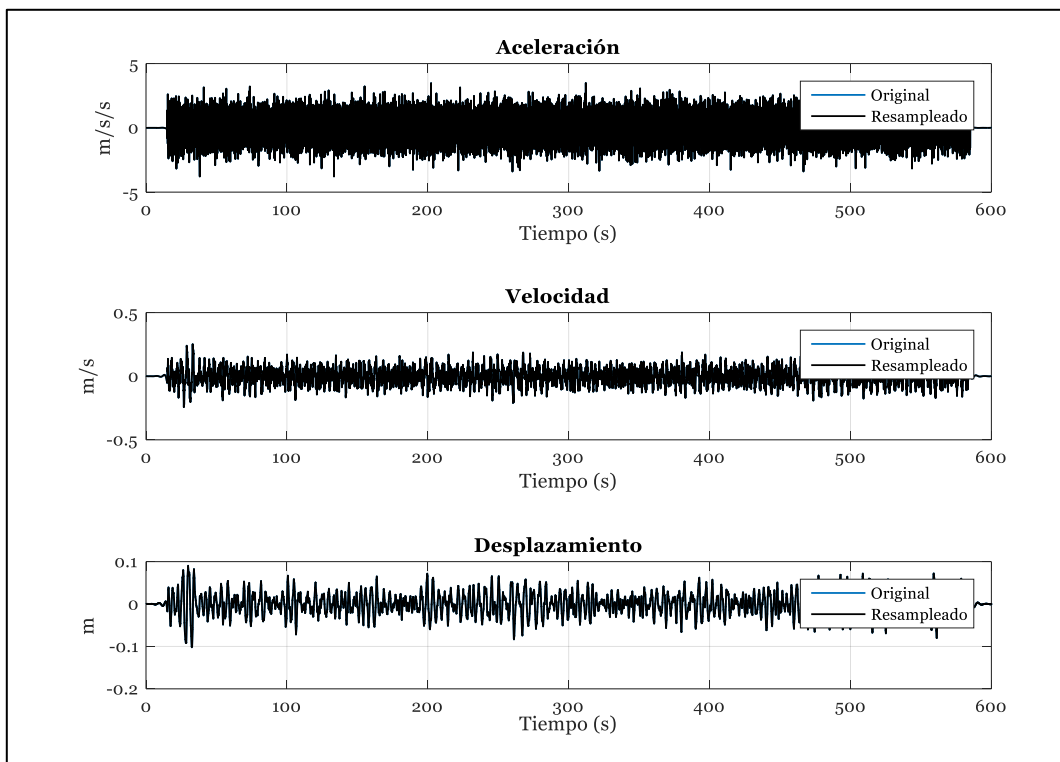 Aceleración
5
0
-5
m/s/s
Original
Resampleado
0 100 200 300 400 500 600
Tiempo (s)
Velocidad
0.5
0
-0.5
m/s
Original
Resampleado
0 100 200 300 400 500 600
Tiempo (s)
Desplazamiento
0.1
0
-0.1
-0.2
m
Original
Resampleado
0 100 200 300 400 500 600
Tiempo (s)